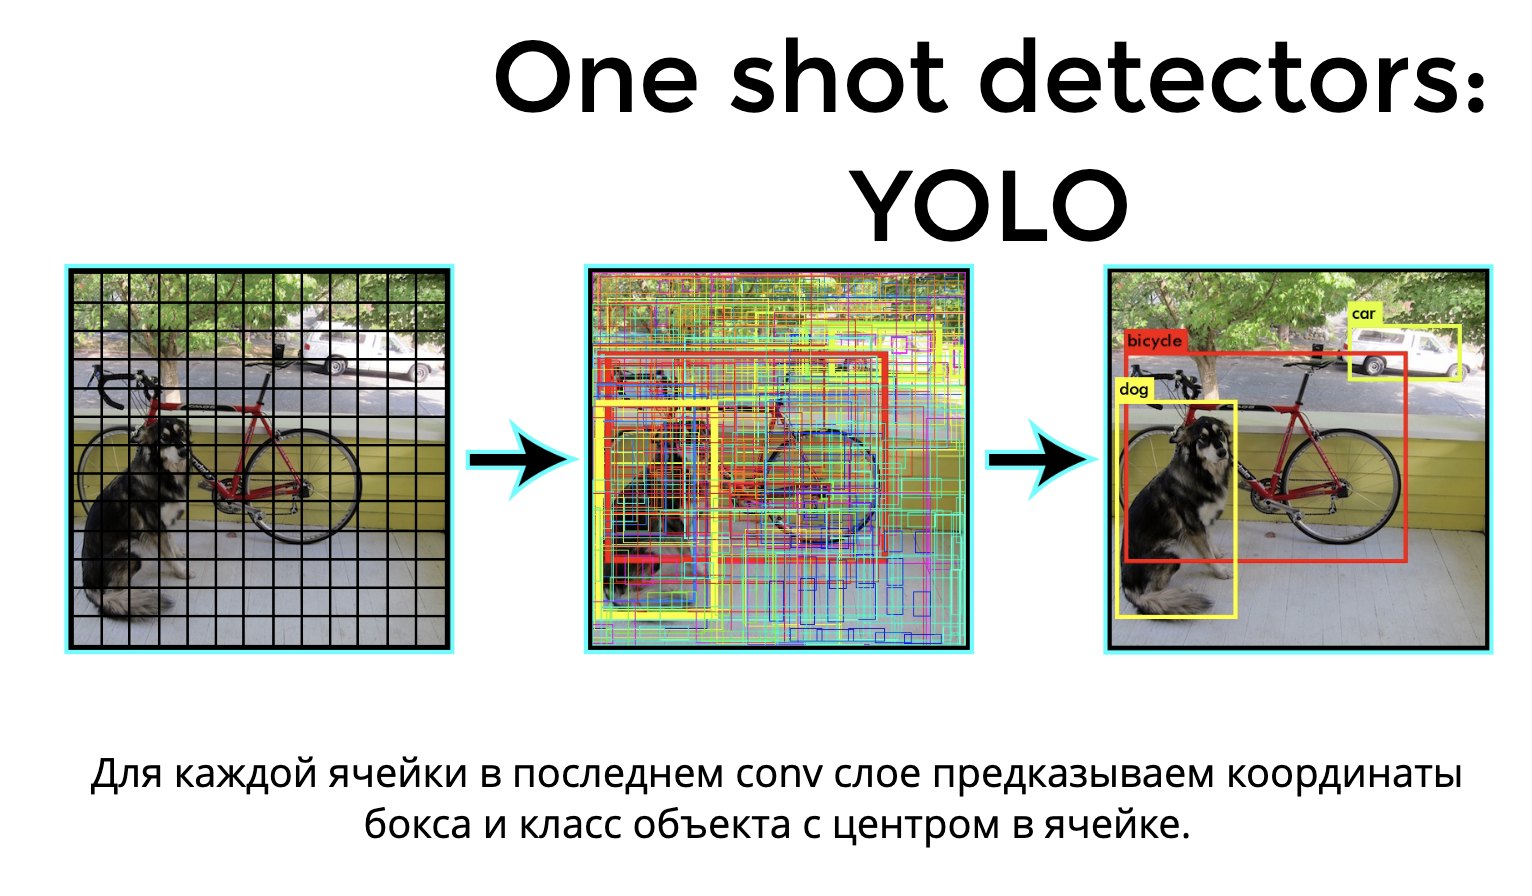 One shot detectors:
YOLO
car
bicycle
dog
Для каждой ячейки в последнем conv слое предказываем координаты
бокса и класс объекта с центром в ячейке.